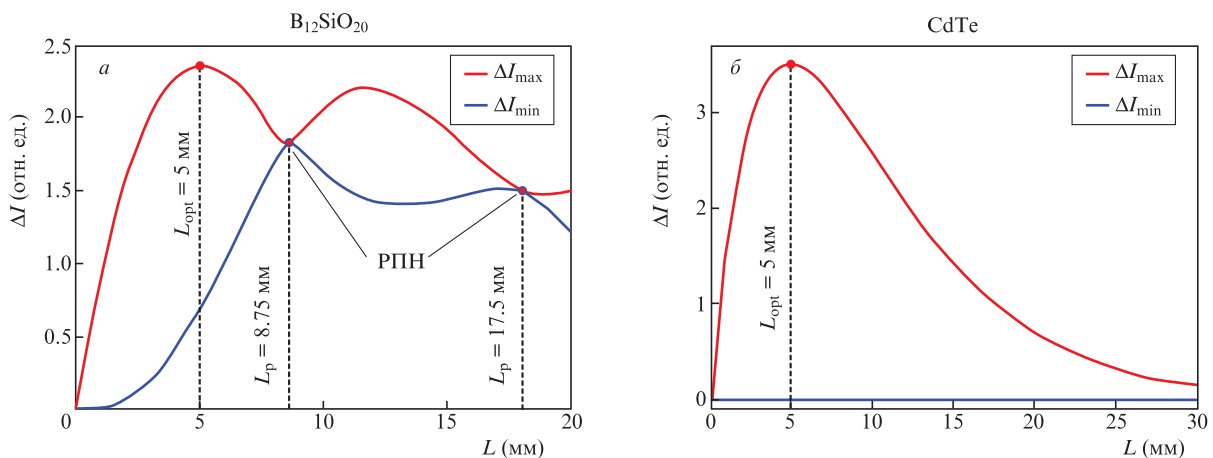 B₁₂SiO₂₀
а
ΔI (отн. ед.)
2.5
2.0
1.5
1.0
0.5
0
5
10
15
20
L (мм)
ΔImax
ΔImin
Lopt = 5 мм
Lp = 8.75 мм
РПН
Lp = 17.5 мм
CdTe
б
ΔI (отн. ед.)
3
2
1
0
0
5
10
15
20
25
30
L (мм)
ΔImax
ΔImin
Lopt = 5 мм